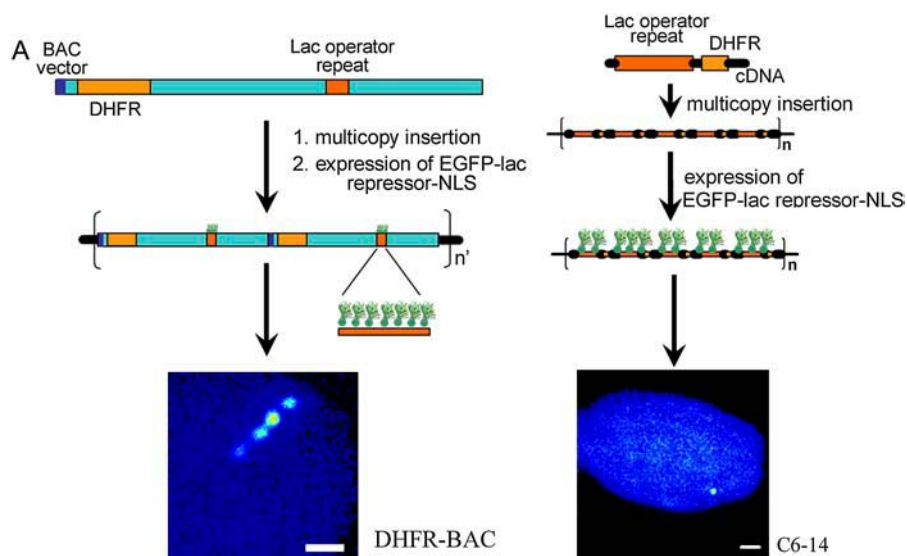 A
BAC
vector
Lac operator
repeat
DHFR
1. multicopy insertion
2. expression of EGFP-lac
repressor-NLS
n'
DHFR-BAC
Lac operator
repeat
DHFR
cDNA
multicopy insertion
n
expression of
EGFP-lac repressor-NLS
n
C6-14